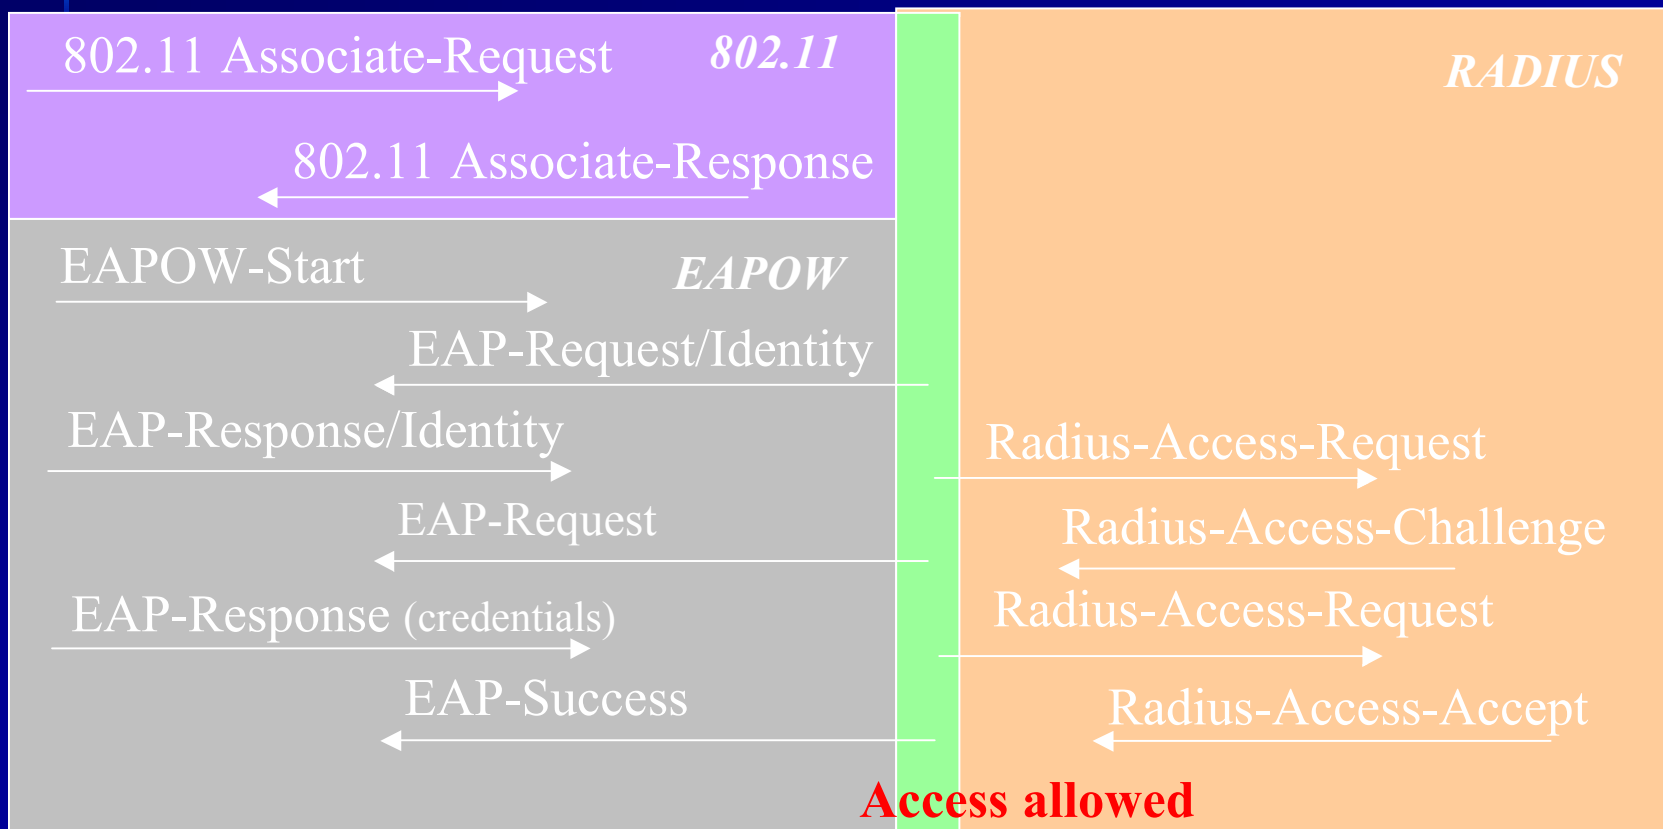 802.11 Associate-Request
802.11
RADIUS
802.11 Associate-Response
EAPOW-Start
EAPOW
EAP-Request/Identity
EAP-Response/Identity
Radius-Access-Request
EAP-Request
Radius-Access-Challenge
EAP-Response (credentials)
Radius-Access-Request
EAP-Success
Radius-Access-Accept
Access allowed